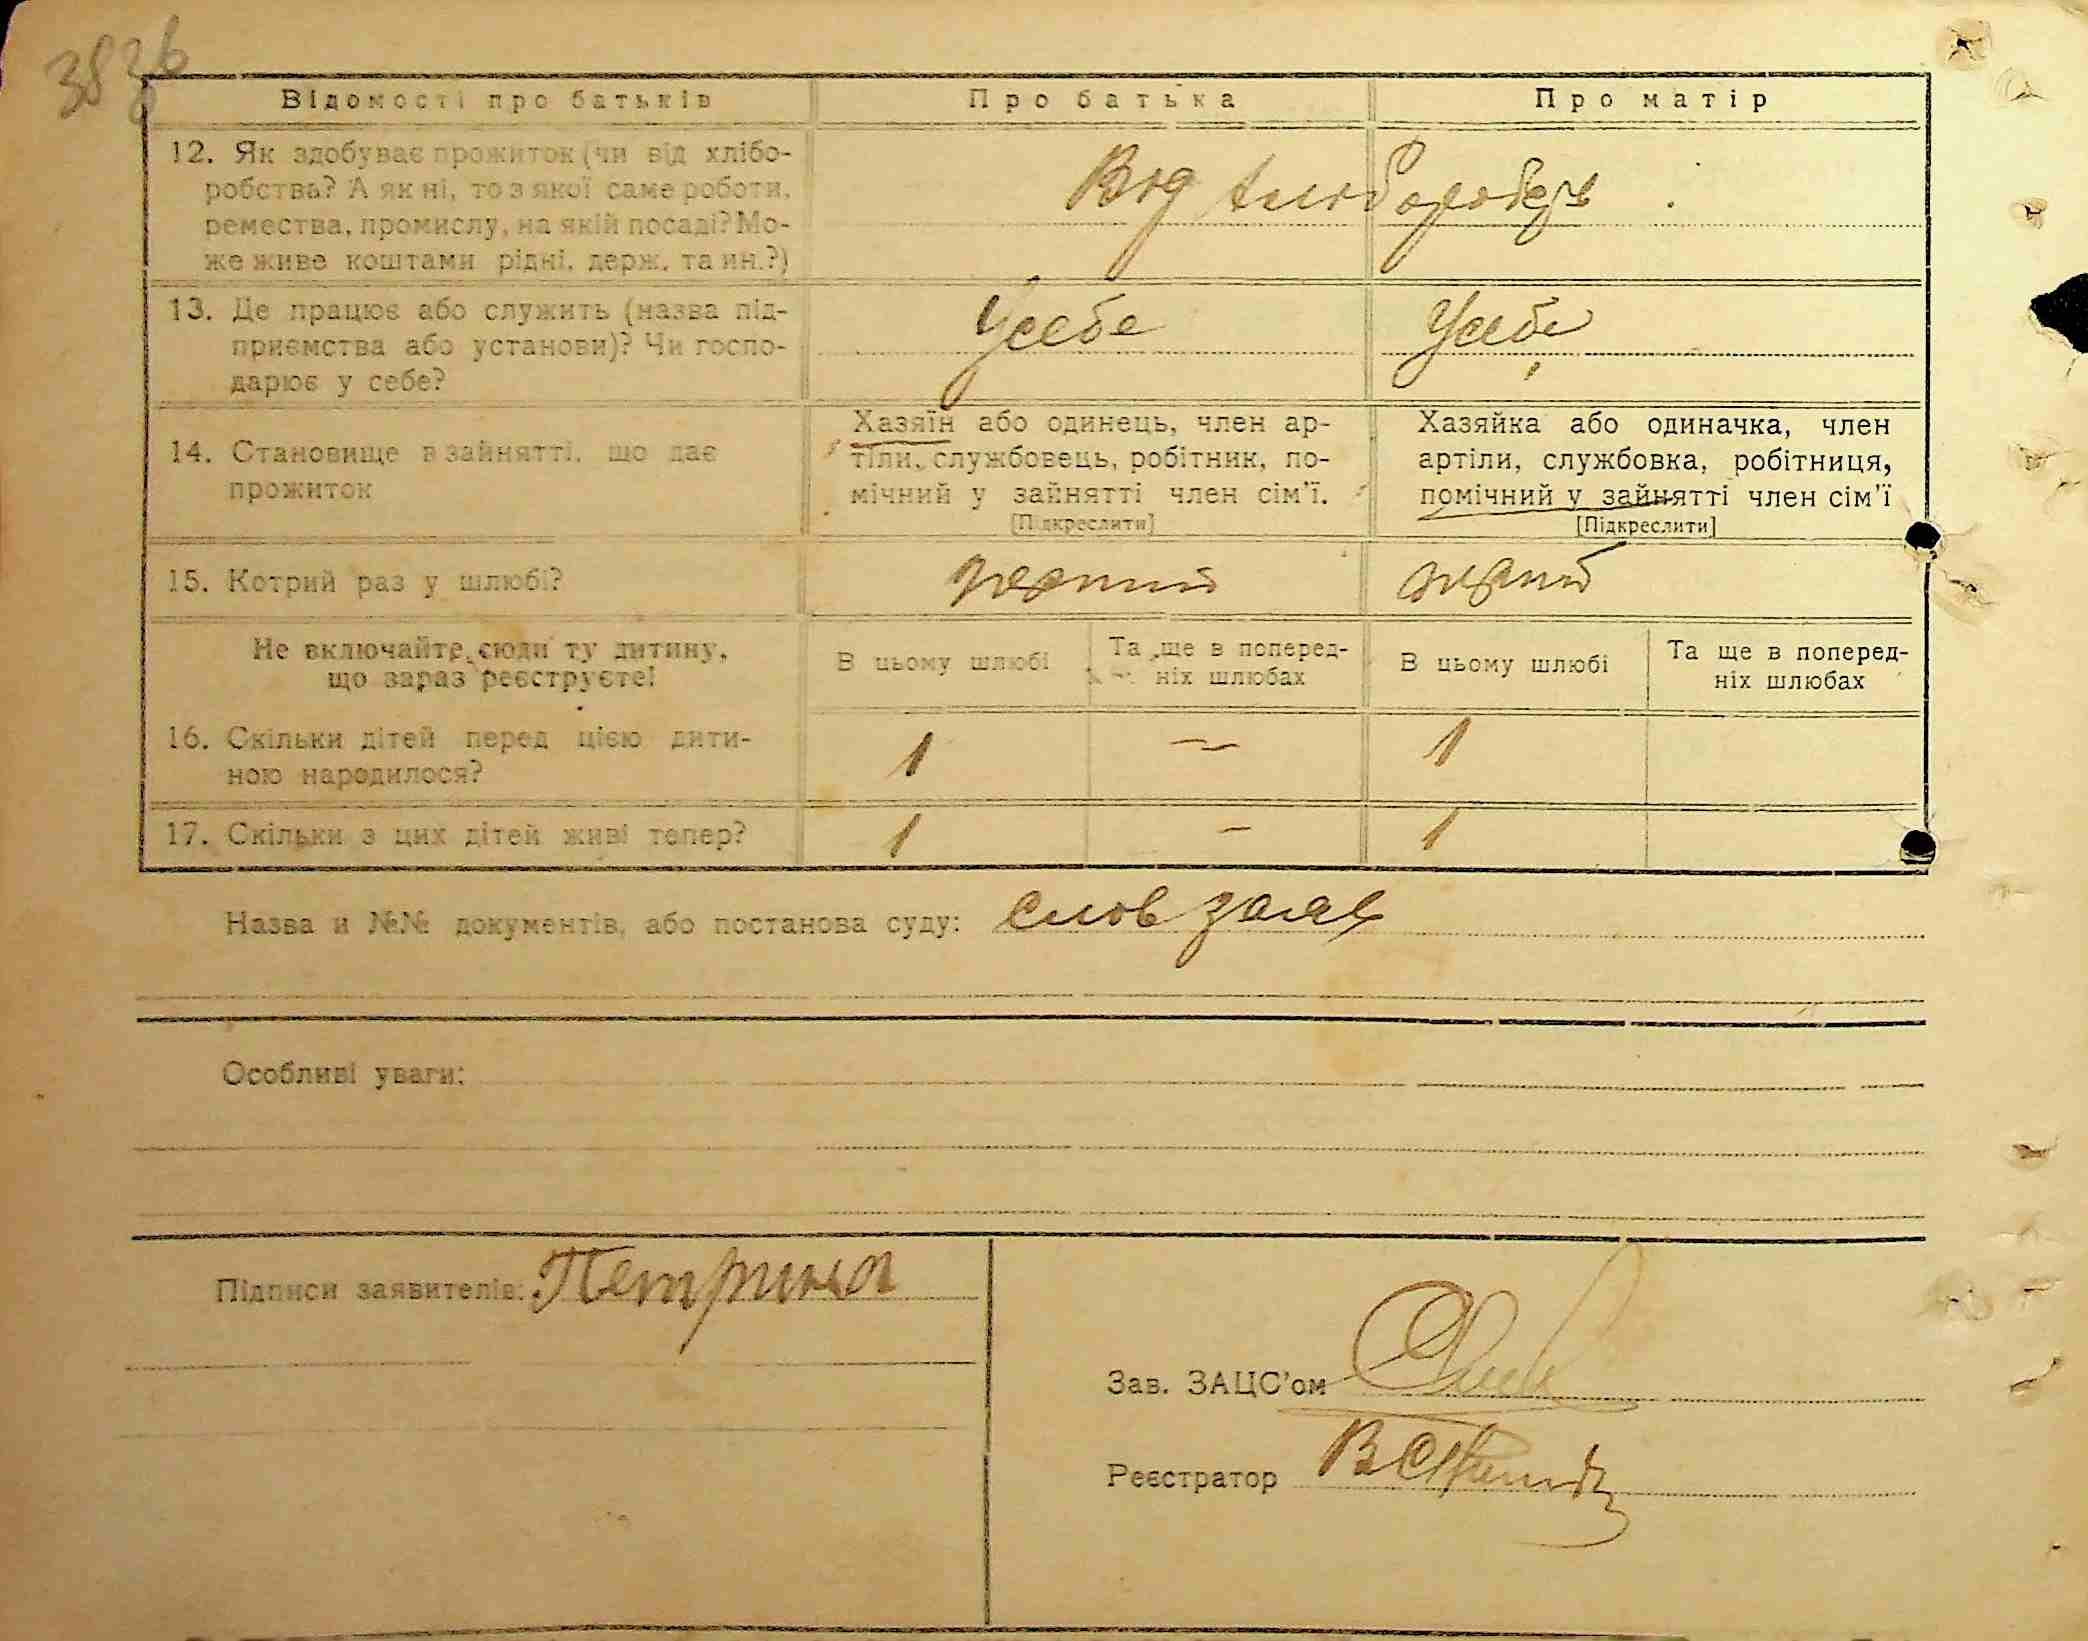 Відомості про батьків Про батька Про матір
12. Як здобуває прожиток (чи від хлібо-
робства? А як ні, то з якої саме роботи,
ремества, промислу, на якій посаді? Мо-
же живе коштами рідні, держ. та ин.?)
Вод
13. Де працює або служить (назва під-
приємства або установи)? Чи госпо-
дарює у себе?
Усебе Усебе
14. Становище в зайнятті, що дає
прожиток
Хазяїн або одинець, член ар-
тіли, службовець, робітник, по-
мічний у зайнятті член сім'ї.
[Підкреслити]
Хазяйка або одиначка, член
артіли, службовка, робітниця,
помічний у зайнятті член сім'ї
[Підкреслити]
15. Котрий раз у шлюбі?
первий первий
Не включайте сюди ту дитину,
що зараз реєструєте!
В цьому шлюбі
Та ще в поперед-
ніх шлюбах
В цьому шлюбі
Та ще в поперед-
ніх шлюбах
16. Скільки дітей перед цією дити-
ною народилося?
1 — 1
17. Скільки з цих дітей живі тепер? 1 — 1
Назва и №№ документів, або постанова суду: слов заяв
Особливі уваги:
Підписи заявителів: Петрина
Зав. ЗАЦС'ом
Реєстратор